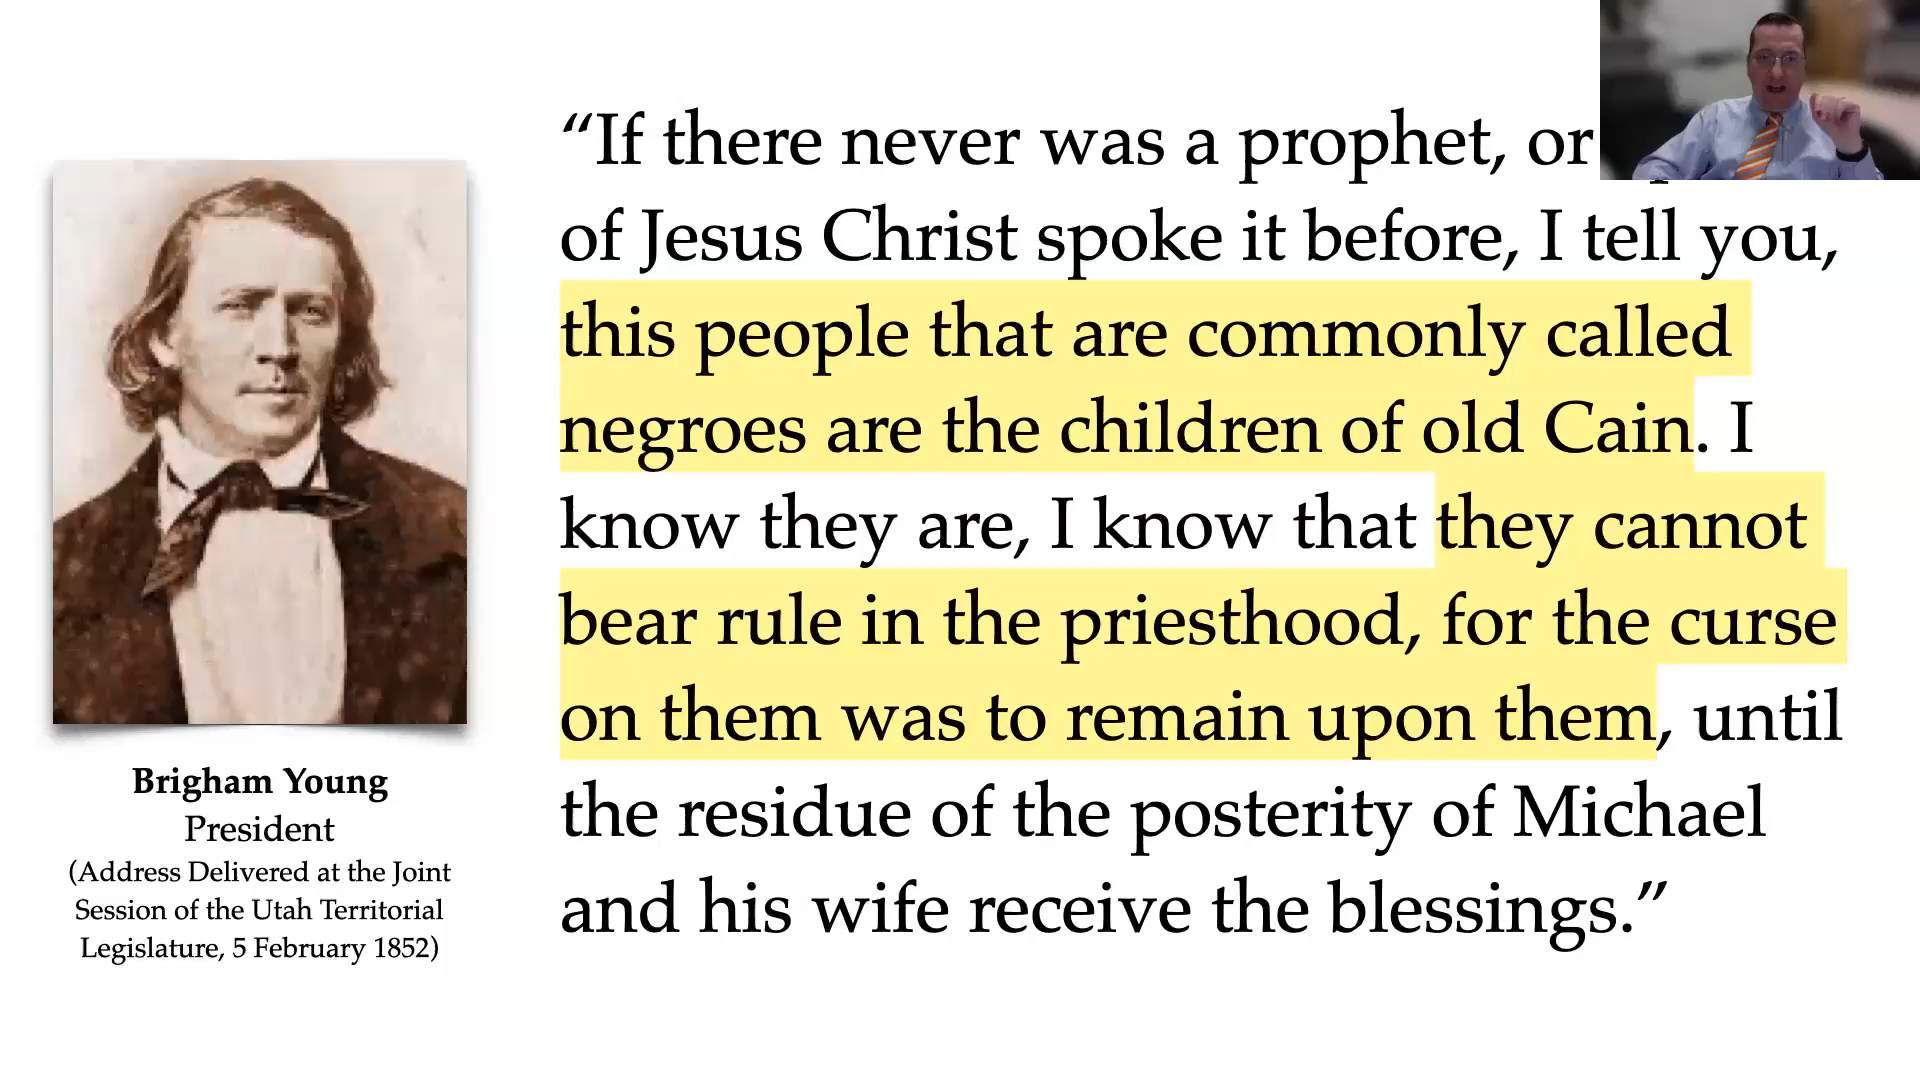 “If there never was a prophet, or
of Jesus Christ spoke it before, I tell you,
this people that are commonly called
negroes are the children of old Cain. I
know they are, I know that they cannot
bear rule in the priesthood, for the curse
on them was to remain upon them, until
the residue of the posterity of Michael
and his wife receive the blessings.”
Brigham Young
President
(Address Delivered at the Joint
Session of the Utah Territorial
Legislature, 5 February 1852)